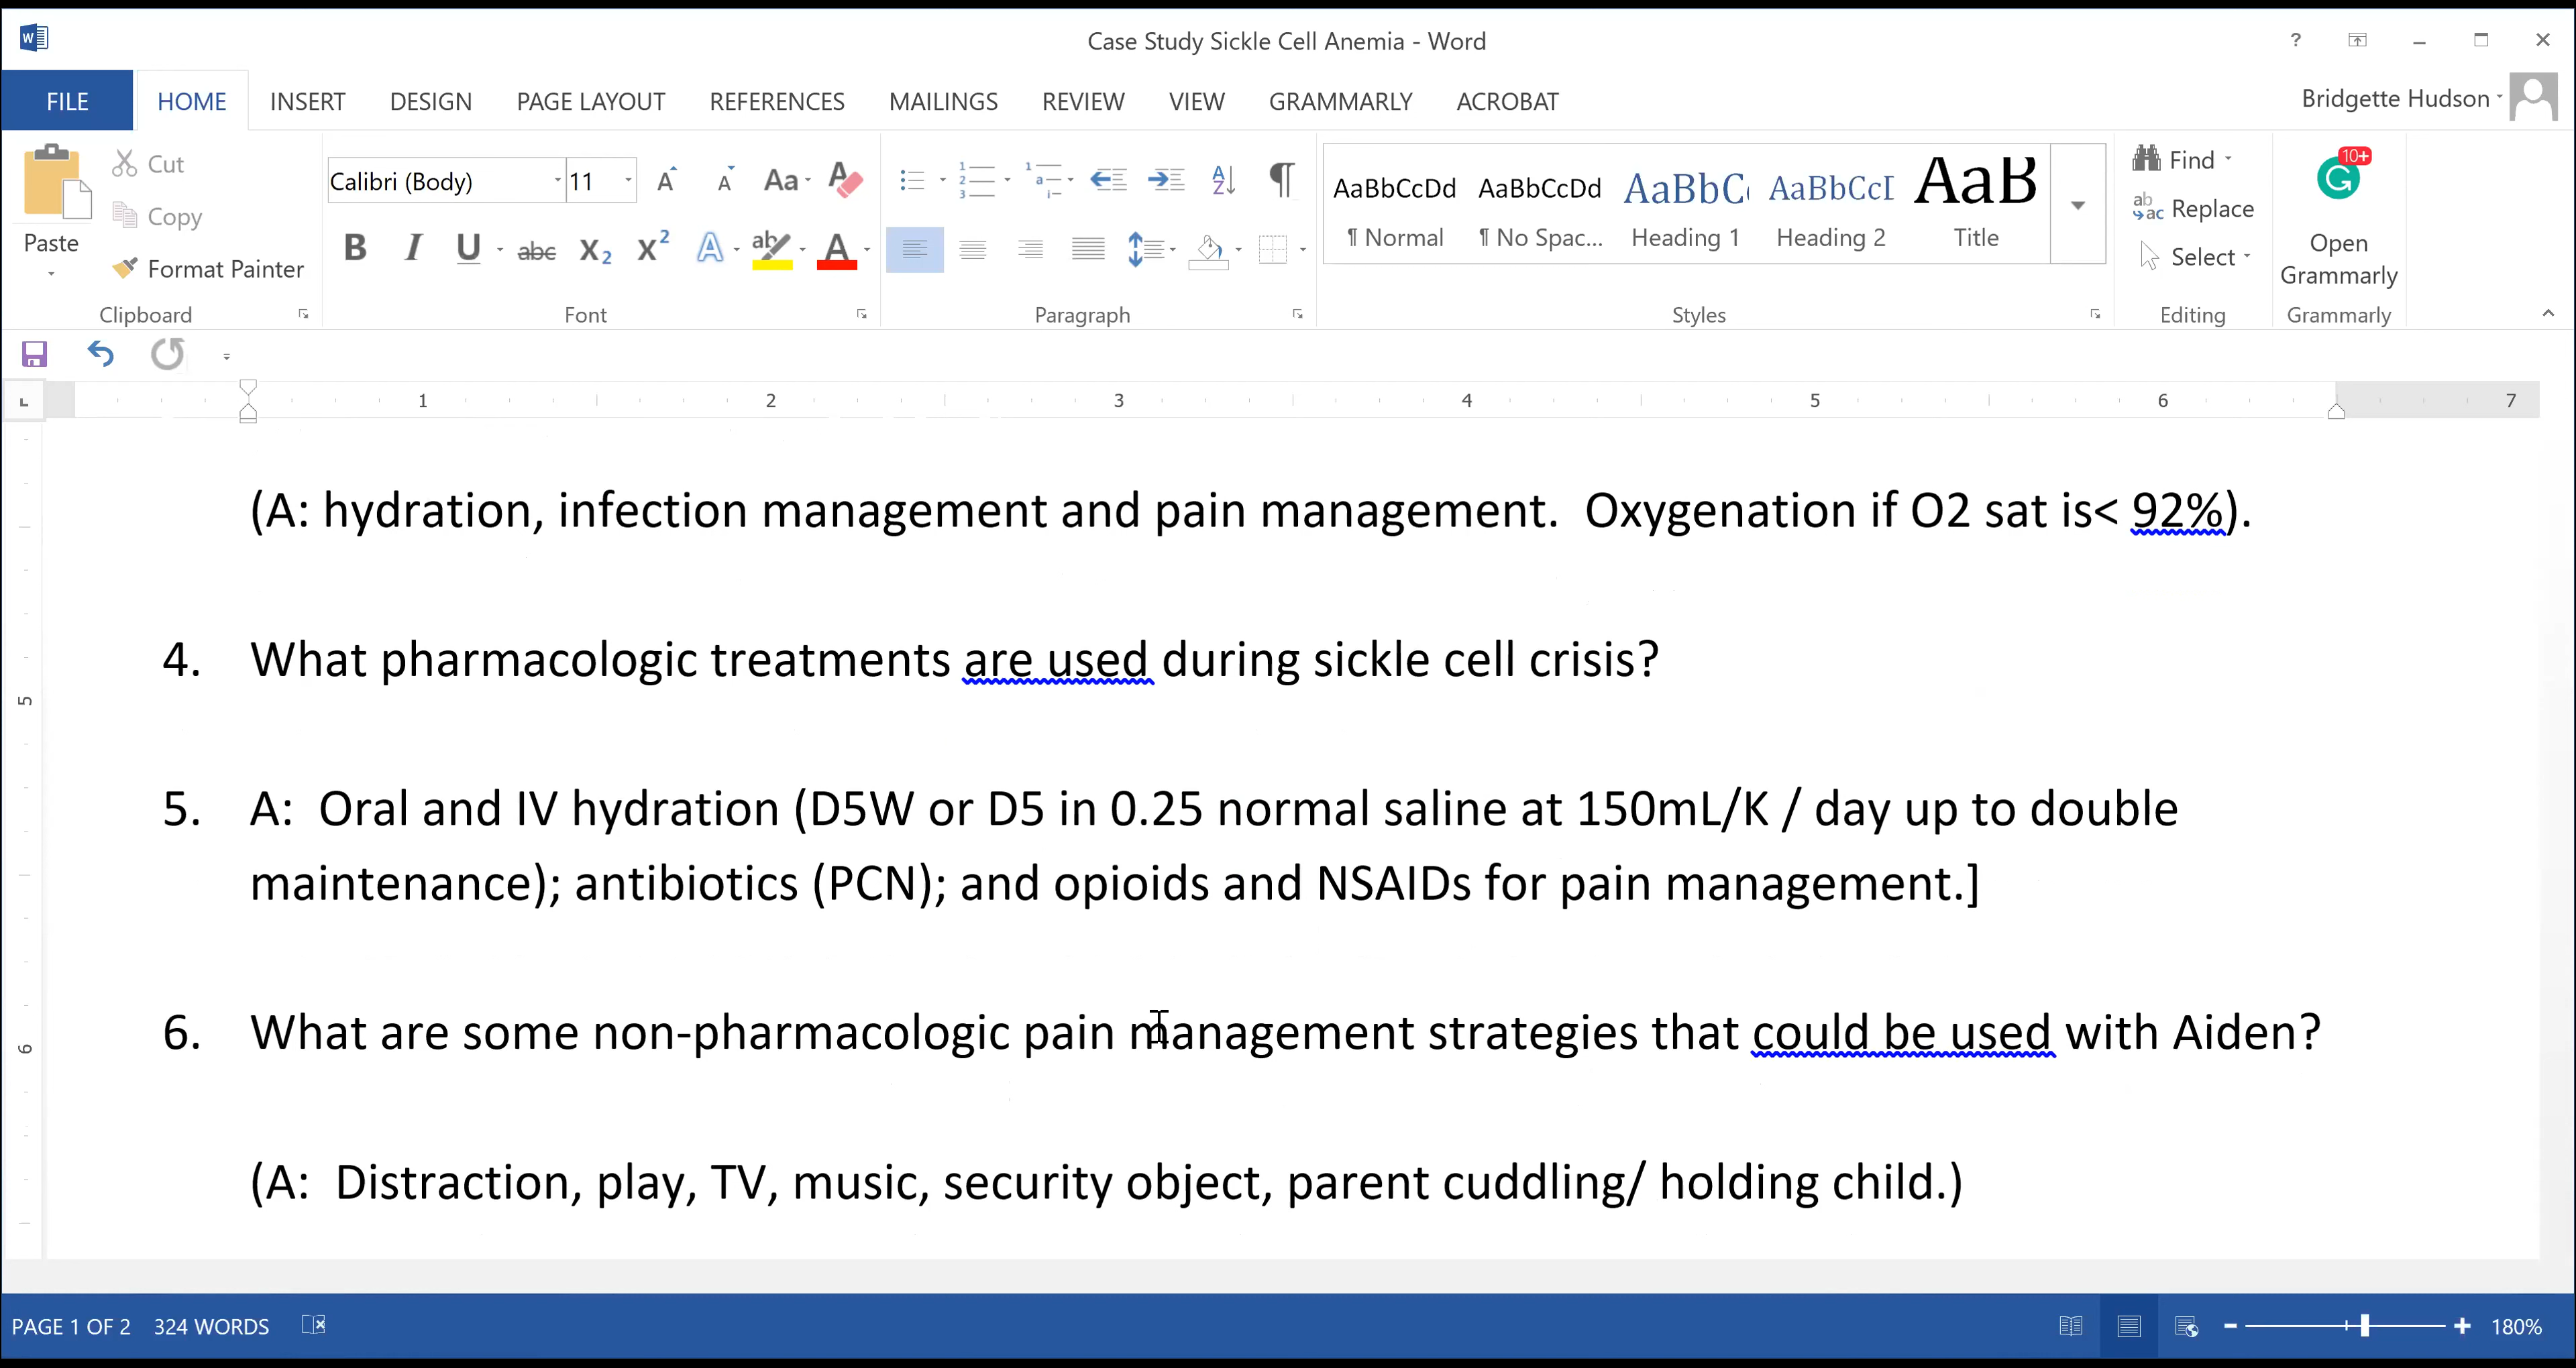 Case Study Sickle Cell Anemia - Word
?
FILE HOME INSERT DESIGN PAGE LAYOUT REFERENCES MAILINGS REVIEW VIEW GRAMMARLY ACROBAT
Bridgette Hudson
Paste
Cut
Copy
Format Painter
Clipboard
Calibri (Body) 11
Font
Paragraph
AaBbCcDd AaBbCcDd AaBbC AaBbCcI AaB
¶ Normal ¶ No Spac... Heading 1 Heading 2 Title
Styles
Find
Replace
Select
Editing
10+
Open
Grammarly
Grammarly
1 2 3 4 5 6 7
(A: hydration, infection management and pain management.  Oxygenation if O2 sat is< 92%).
4. What pharmacologic treatments are used during sickle cell crisis?
5
5. A:  Oral and IV hydration (D5W or D5 in 0.25 normal saline at 150mL/K / day up to double
maintenance); antibiotics (PCN); and opioids and NSAIDs for pain management.]
6
6. What are some non-pharmacologic pain management strategies that could be used with Aiden?
(A:  Distraction, play, TV, music, security object, parent cuddling/ holding child.)
PAGE 1 OF 2 324 WORDS
180%